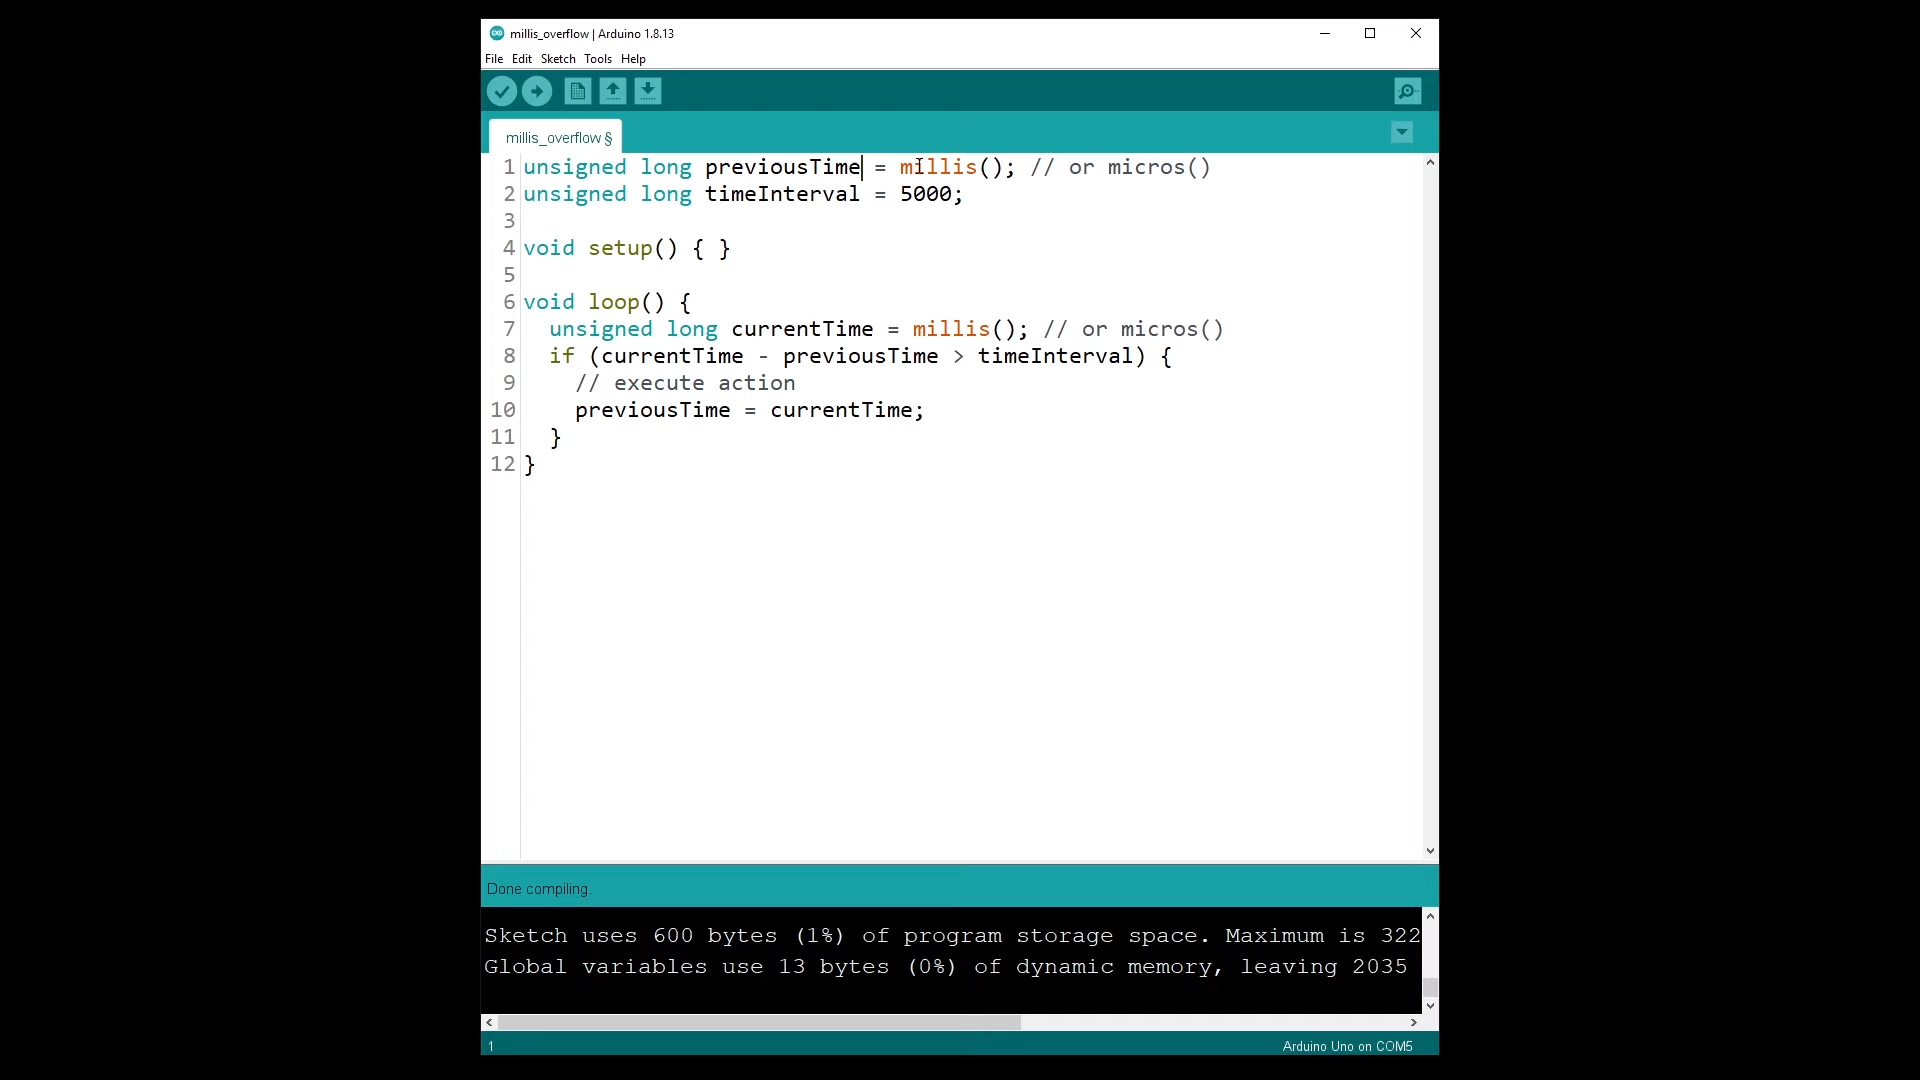 millis_overflow | Arduino 1.8.13
File Edit Sketch Tools Help
millis_overflow §
1 unsigned long previousTime = millis(); // or micros()
2 unsigned long timeInterval = 5000;
3
4 void setup() { }
5
6 void loop() {
7   unsigned long currentTime = millis(); // or micros()
8   if (currentTime - previousTime > timeInterval) {
9     // execute action
10     previousTime = currentTime;
11   }
12 }
Done compiling.
Sketch uses 600 bytes (1%) of program storage space. Maximum is 322
Global variables use 13 bytes (0%) of dynamic memory, leaving 2035
1 Arduino Uno on COM5